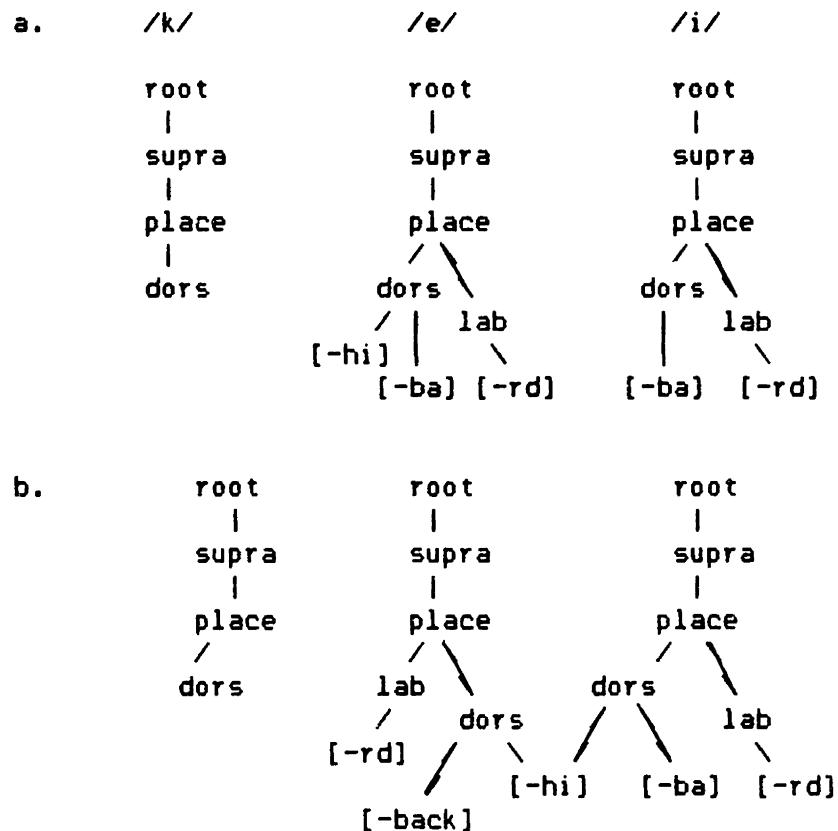 a. /k/ /e/ /i/
root root root
supra supra supra
place place place
dors dors dors
lab lab
[-hi]
[-ba] [-rd] [-ba] [-rd]
b. root root root
supra supra supra
place place place
dors lab dors
dors lab
[-rd] [-hi] [-ba] [-rd]
[-back]